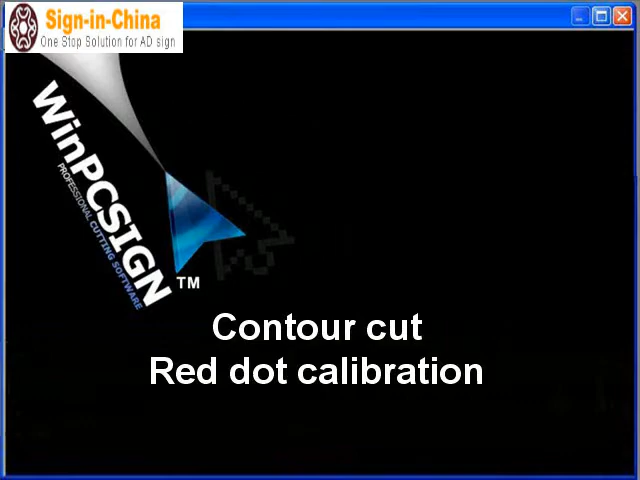 Sign-in-China
One Stop Solution for AD sign
WinPCSIGN
PROFESSIONAL CUTTING SOFTWARE
TM
Contour cut
Red dot calibration